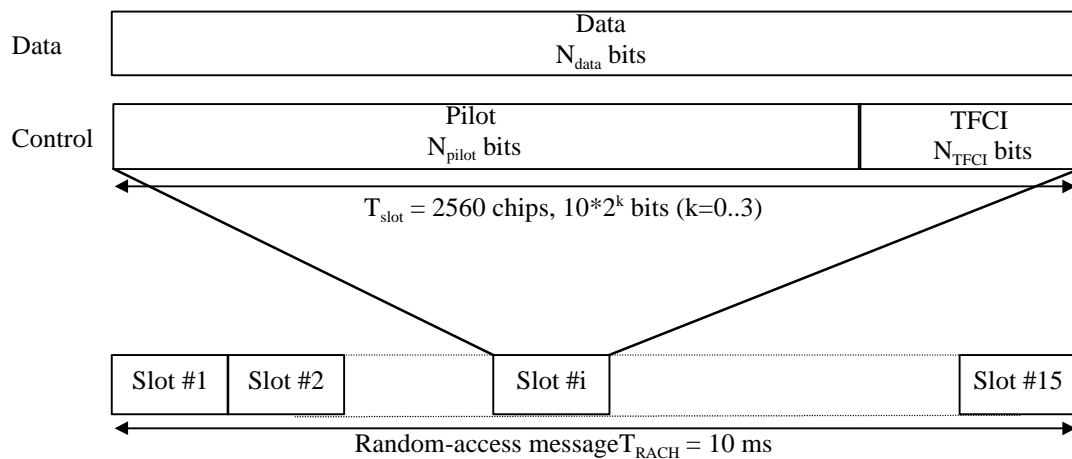 Data
Data
N_data bits
Control
Pilot
N_pilot bits
TFCI
N_TFCI bits
T_slot = 2560 chips, 10*2^k bits (k=0..3)
Slot #1
Slot #2
Slot #i
Slot #15
Random-access messageT_RACH = 10 ms